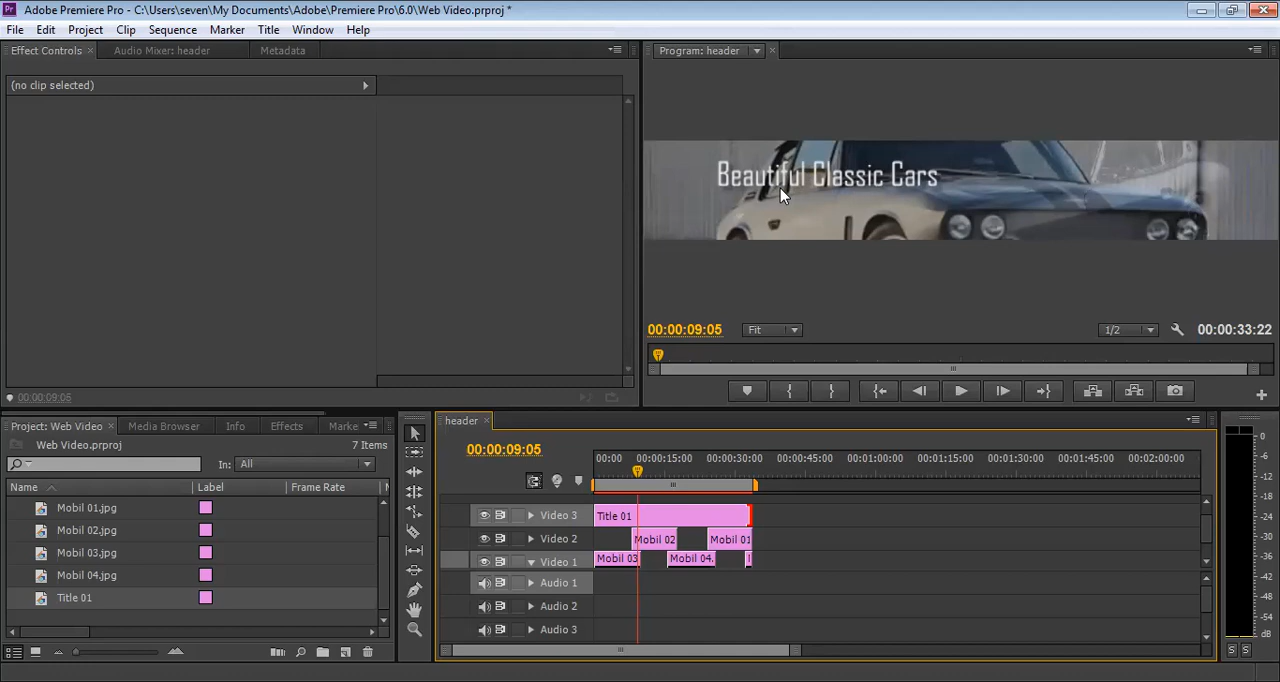 Adobe Premiere Pro - C:\Users\seven\My Documents\Adobe\Premiere Pro\6.0\Web Video.prproj *
File Edit Project Clip Sequence Marker Title Window Help
Effect Controls Audio Mixer: header Metadata
Program: header
(no clip selected)
Beautiful Classic Cars
00:00:09:05 Fit 1/2 00:00:33:22
00:00:09:05
Project: Web Video Media Browser Info Effects Marke
Web Video.prproj 7 Items
In: All
Name Label Frame Rate
Mobil 01.jpg
Mobil 02.jpg
Mobil 03.jpg
Mobil 04.jpg
Title 01
header
00:00:09:05
00:00 00:00:15:00 00:00:30:00 00:00:45:00 00:01:00:00 00:01:15:00 00:01:30:00 00:01:45:00 00:02:00:00
Video 3 Title 01
Video 2 Mobil 02 Mobil 01
Video 1 Mobil 03 Mobil 04.
Audio 1
Audio 2
Audio 3
0
-6
-12
-18
-24
-30
-36
-42
-48
-54
dB
S S